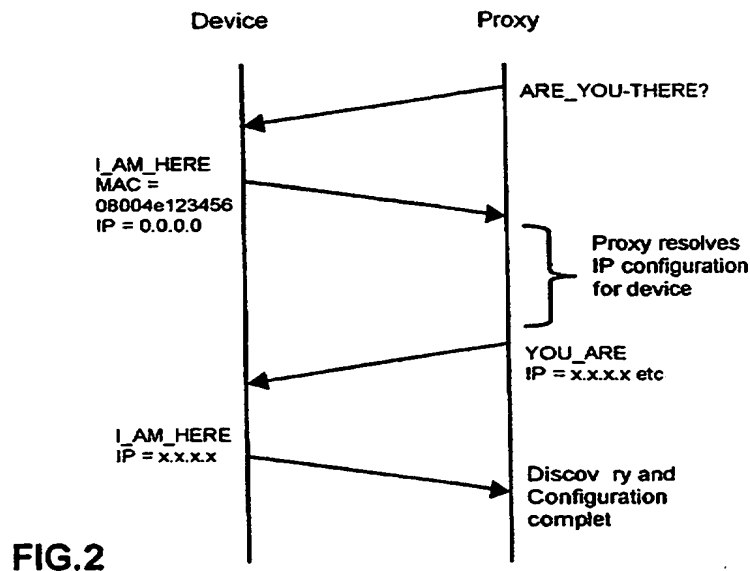 Device
Proxy
ARE_YOU-THERE?
I_AM_HERE
MAC =
08004e123456
IP = 0.0.0.0
Proxy resolves
IP configuration
for device
YOU_ARE
IP = x.x.x.x etc
I_AM_HERE
IP = x.x.x.x
Discov ry and
Configuration
complet
FIG.2